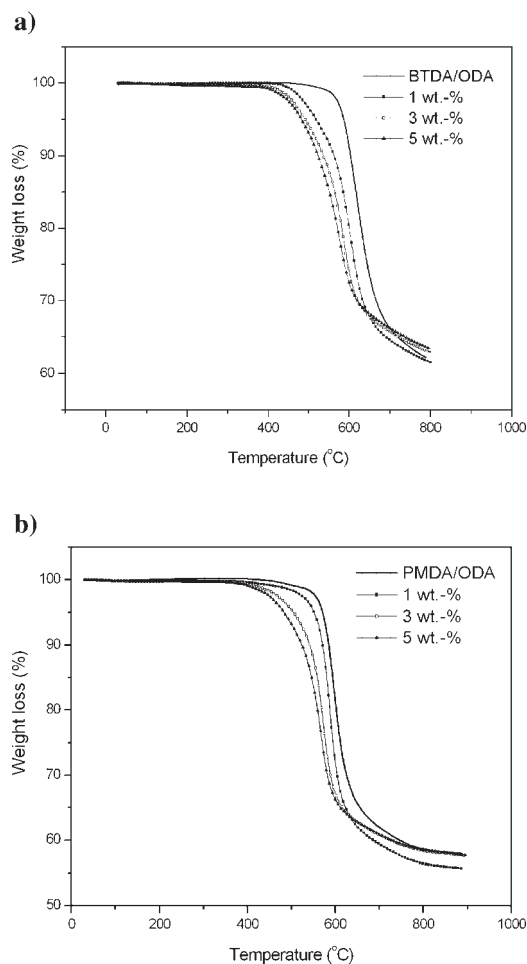 a)
BTDA/ODA
1 wt.-%
3 wt.-%
5 wt.-%
100
90
80
70
60
Weight loss (%)
0 200 400 600 800 1000
Temperature (°C)
b)
PMDA/ODA
1 wt.-%
3 wt.-%
5 wt.-%
100
90
80
70
60
50
Weight loss (%)
0 200 400 600 800 1000
Temperature (°C)